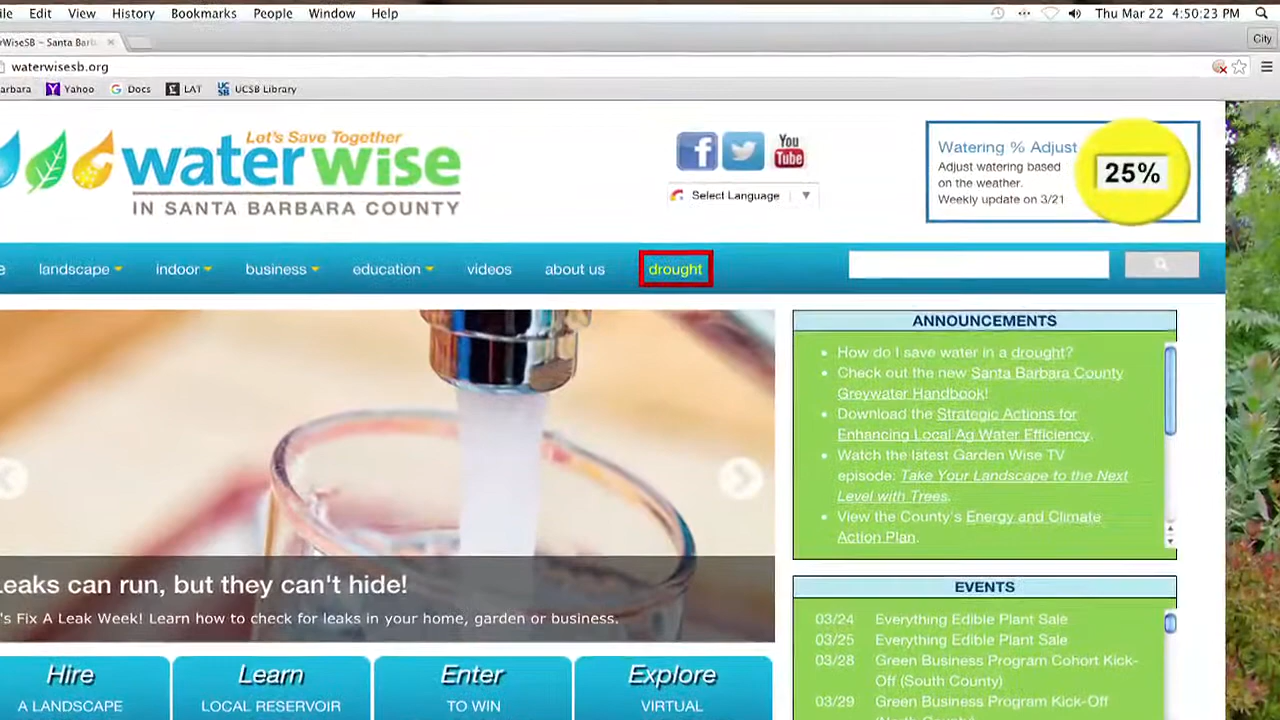 File Edit View History Bookmarks People Window Help
Thu Mar 22 4:50:23 PM
City
waterwisesb.org
Yahoo Docs LAT UCSB Library
Let's Save Together
water wise
IN SANTA BARBARA COUNTY
You
Tube
Select Language
Watering % Adjust
Adjust watering based
on the weather.
Weekly update on 3/21
25%
landscape indoor business education videos about us drought
ANNOUNCEMENTS
How do I save water in a drought?
Check out the new Santa Barbara County
Greywater Handbook!
Download the Strategic Actions for
Enhancing Local Ag Water Efficiency.
Watch the latest Garden Wise TV
episode: Take Your Landscape to the Next
Level with Trees.
View the County's Energy and Climate
Action Plan.
Leaks can run, but they can't hide!
's Fix A Leak Week! Learn how to check for leaks in your home, garden or business.
EVENTS
03/24 Everything Edible Plant Sale
03/25 Everything Edible Plant Sale
03/28 Green Business Program Cohort Kick-
Off (South County)
03/29 Green Business Program Kick-Off
Hire
A LANDSCAPE
Learn
LOCAL RESERVOIR
Enter
TO WIN
Explore
VIRTUAL